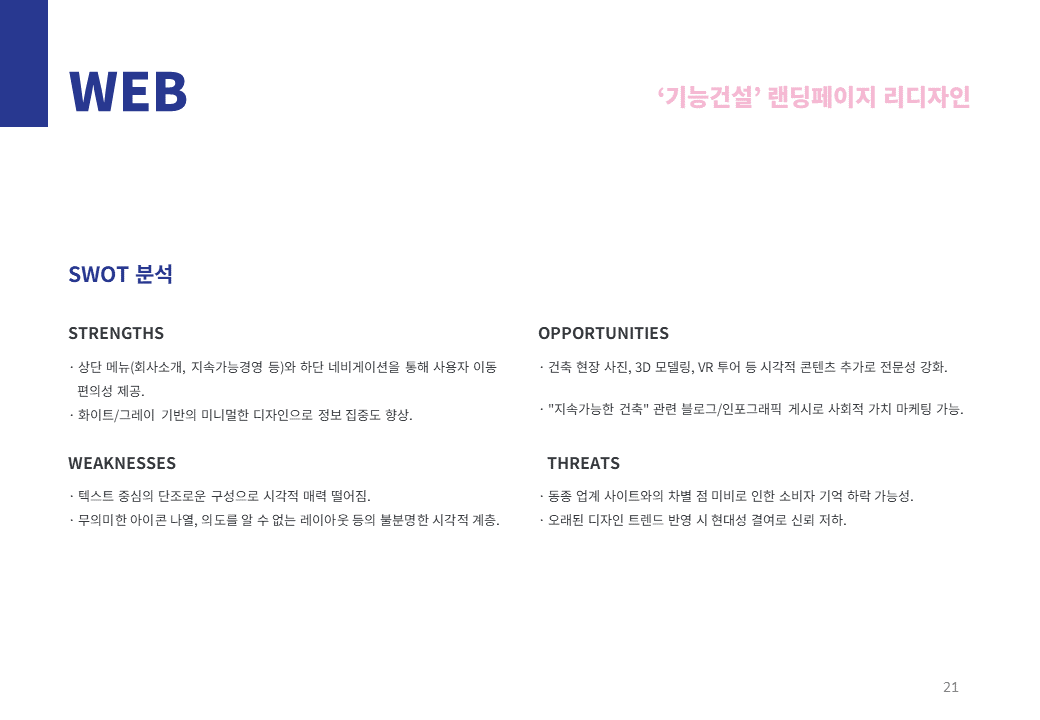 WEB
‘기능건설’ 랜딩페이지 리디자인
SWOT 분석
STRENGTHS
· 상단 메뉴(회사소개, 지속가능경영 등)와 하단 네비게이션을 통해 사용자 이동
편의성 제공.
· 화이트/그레이 기반의 미니멀한 디자인으로 정보 집중도 향상.
OPPORTUNITIES
· 건축 현장 사진, 3D 모델링, VR 투어 등 시각적 콘텐츠 추가로 전문성 강화.
· "지속가능한 건축" 관련 블로그/인포그래픽 게시로 사회적 가치 마케팅 가능.
WEAKNESSES
· 텍스트 중심의 단조로운 구성으로 시각적 매력 떨어짐.
· 무의미한 아이콘 나열, 의도를 알 수 없는 레이아웃 등의 불분명한 시각적 계층.
THREATS
· 동종 업계 사이트와의 차별 점 미비로 인한 소비자 기억 하락 가능성.
· 오래된 디자인 트렌드 반영 시 현대성 결여로 신뢰 저하.
21